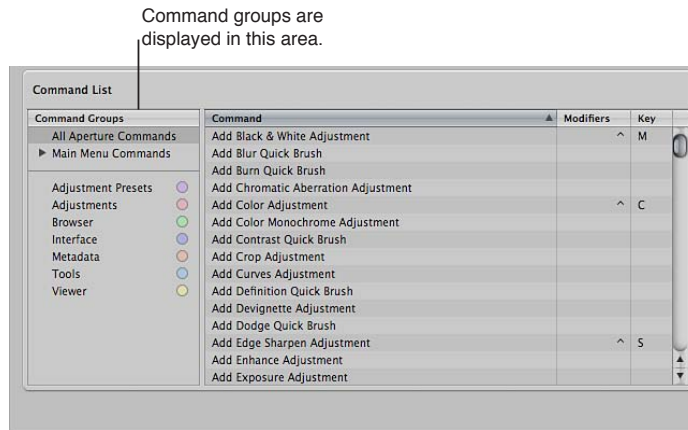 Command groups are
displayed in this area.
Command List
Command Groups
All Aperture Commands
Main Menu Commands
Adjustment Presets
Adjustments
Browser
Interface
Metadata
Tools
Viewer
Command Modifiers Key
Add Black & White Adjustment ^ M
Add Blur Quick Brush
Add Burn Quick Brush
Add Chromatic Aberration Adjustment
Add Color Adjustment ^ C
Add Color Monochrome Adjustment
Add Contrast Quick Brush
Add Crop Adjustment
Add Curves Adjustment
Add Definition Quick Brush
Add Devignette Adjustment
Add Dodge Quick Brush
Add Edge Sharpen Adjustment ^ S
Add Enhance Adjustment
Add Exposure Adjustment